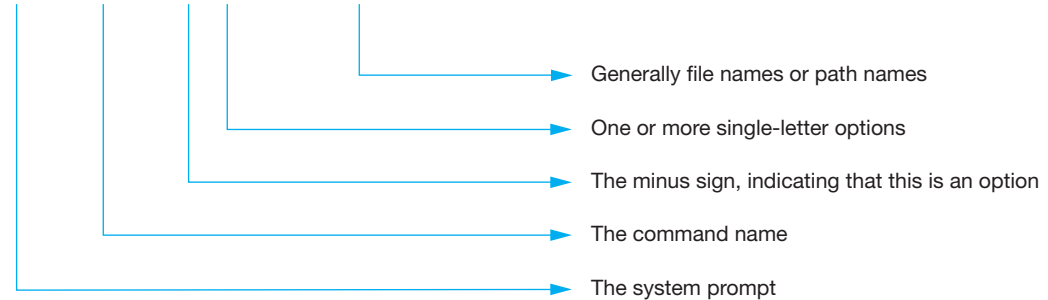 Generally file names or path names
One or more single-letter options
The minus sign, indicating that this is an option
The command name
The system prompt